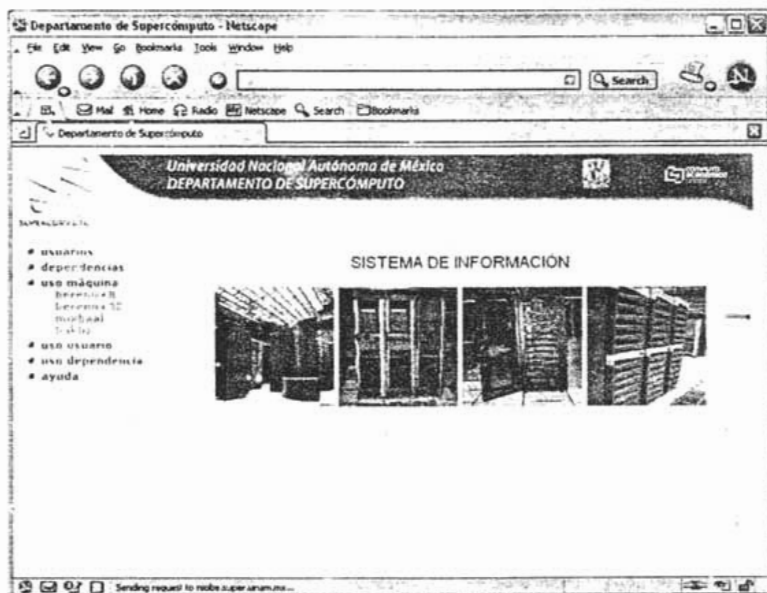 Departamento de Supercómputo - Netscape
File Edit View Go Bookmarks Tools Window Help
Search
Mail Home Radio Netscape Search Bookmarks
Departamento de Supercómputo
Universidad Nacional Autónoma de México
DEPARTAMENTO DE SUPERCÓMPUTO
SISTEMA DE INFORMACIÓN
usuarios
dependencias
uso máquina
berenice8
uso usuario
uso dependencia
ayuda
Sending request to